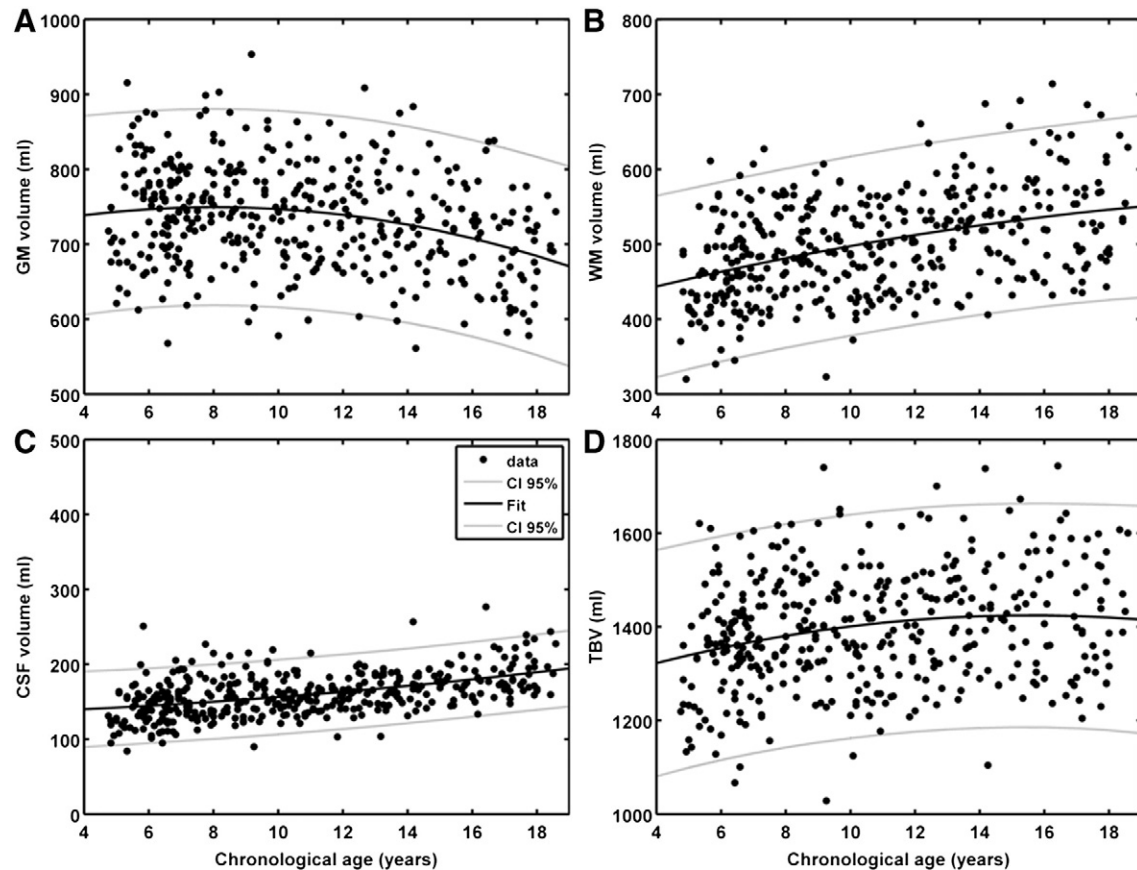 A
GM volume (ml)
1000
900
800
700
600
500
4 6 8 10 12 14 16 18
B
WM volume (ml)
800
700
600
500
400
300
4 6 8 10 12 14 16 18
C
CSF volume (ml)
500
400
300
200
100
0
data
CI 95%
Fit
CI 95%
4 6 8 10 12 14 16 18
Chronological age (years)
D
TBV (ml)
1800
1600
1400
1200
1000
4 6 8 10 12 14 16 18
Chronological age (years)